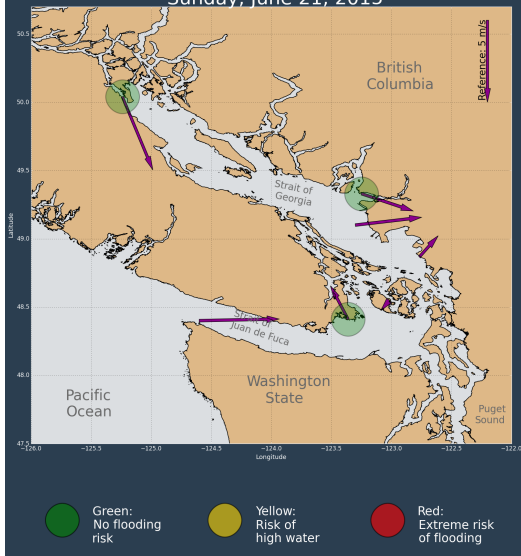 Sunday, June 21, 2015
50.5
50.0
49.5
49.0
48.5
48.0
47.5
Latitude
British
Columbia
Reference: 5 m/s
Strait of
Georgia
Strait of
Juan de Fuca
Pacific
Ocean
Washington
State
Puget
Sound
−126.0
−125.5
−125.0
−124.5
−124.0
−123.5
−123.0
−122.5
−122.0
Longitude
Green:
No flooding
risk
Yellow:
Risk of
high water
Red:
Extreme risk
of flooding